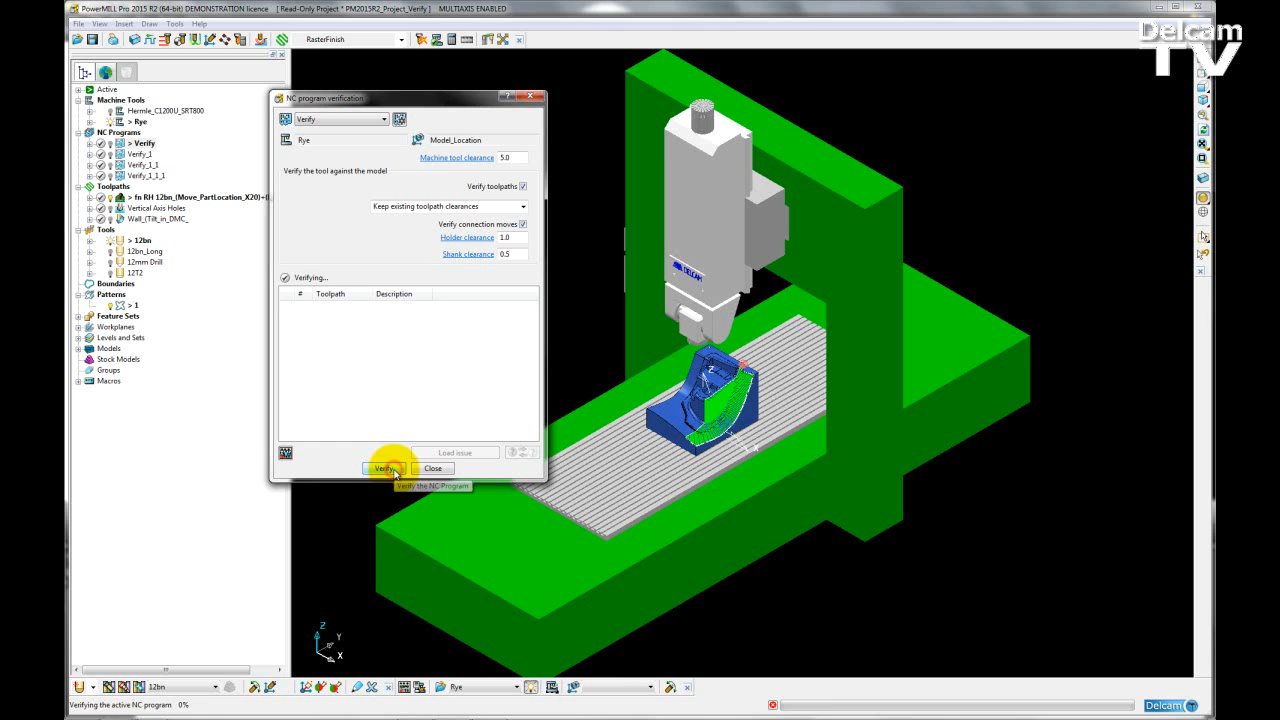 PowerMILL Pro 2015 R2 (64-bit) DEMONSTRATION licence [ Read-Only Project * PM2015R2_Project_Verify ] MULTIAXIS ENABLED
Delcam
TV
File View Insert Draw Tools Help
RasterFinish
Active
Machine Tools
Hermle_C1200U_SRT800
> Rye
NC Programs
> Verify
Verify_1
Verify_1_1
Verify_1_1_1
Toolpaths
> fn RH 12bn_(Move_PartLocation_X20)+(
Vertical Axis Holes
Wall_(Tilt_in_DMC_
Tools
> 12bn
12bn_Long
12mm Drill
12T2
Boundaries
Patterns
> 1
Feature Sets
Workplanes
Levels and Sets
Models
Stock Models
Groups
Macros
NC program verification
Verify
Rye Model_Location
Machine tool clearance 5.0
Verify the tool against the model
Verify toolpaths
Keep existing toolpath clearances
Verify connection moves
Holder clearance 1.0
Shank clearance 0.5
Verifying...
# Toolpath Description
Load issue
Verify Close
Verify the NC Program
DELCAM
Z
X
Z
Y
X
12bn
Rye
Verifying the active NC program 0%
Delcam